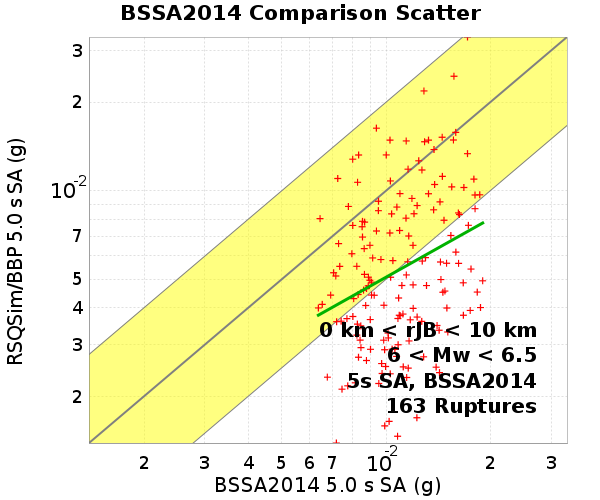 BSSA2014 Comparison Scatter
RSQSim/BBP 5.0 s SA (g)
3
2
10-2
7
5
4
3
2
0 km < rJB < 10 km
6 < Mw < 6.5
5s SA, BSSA2014
163 Ruptures
2 3 4 5 6 7 10-2 2 3
BSSA2014 5.0 s SA (g)